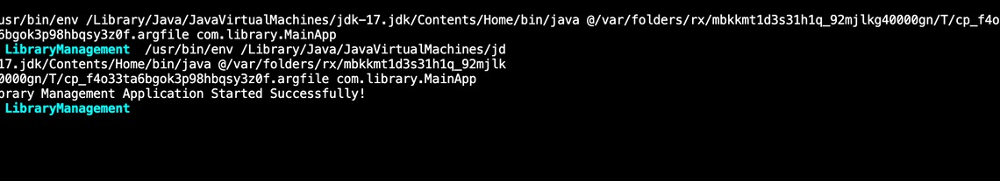 usr/bin/env /Library/Java/JavaVirtualMachines/jdk-17.jdk/Contents/Home/bin/java @/var/folders/rx/mbkkmt1d3s31h1q_92mjlkg40000gn/T/cp_f4o
6bgok3p98hbqsy3z0f.argfile com.library.MainApp
LibraryManagement /usr/bin/env /Library/Java/JavaVirtualMachines/jd
17.jdk/Contents/Home/bin/java @/var/folders/rx/mbkkmt1d3s31h1q_92mjlk
0000gn/T/cp_f4o33ta6bgok3p98hbqsy3z0f.argfile com.library.MainApp
brary Management Application Started Successfully!
LibraryManagement